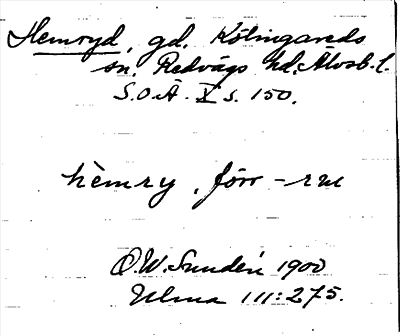 Hemryd, gd. Kölingareds
sn. Redvägs hd. Älvsb. l.
S.O.Ä. X s. 150.
hèmry, förr -ru
O.W. Sundén 1900
Ulma 111:275.